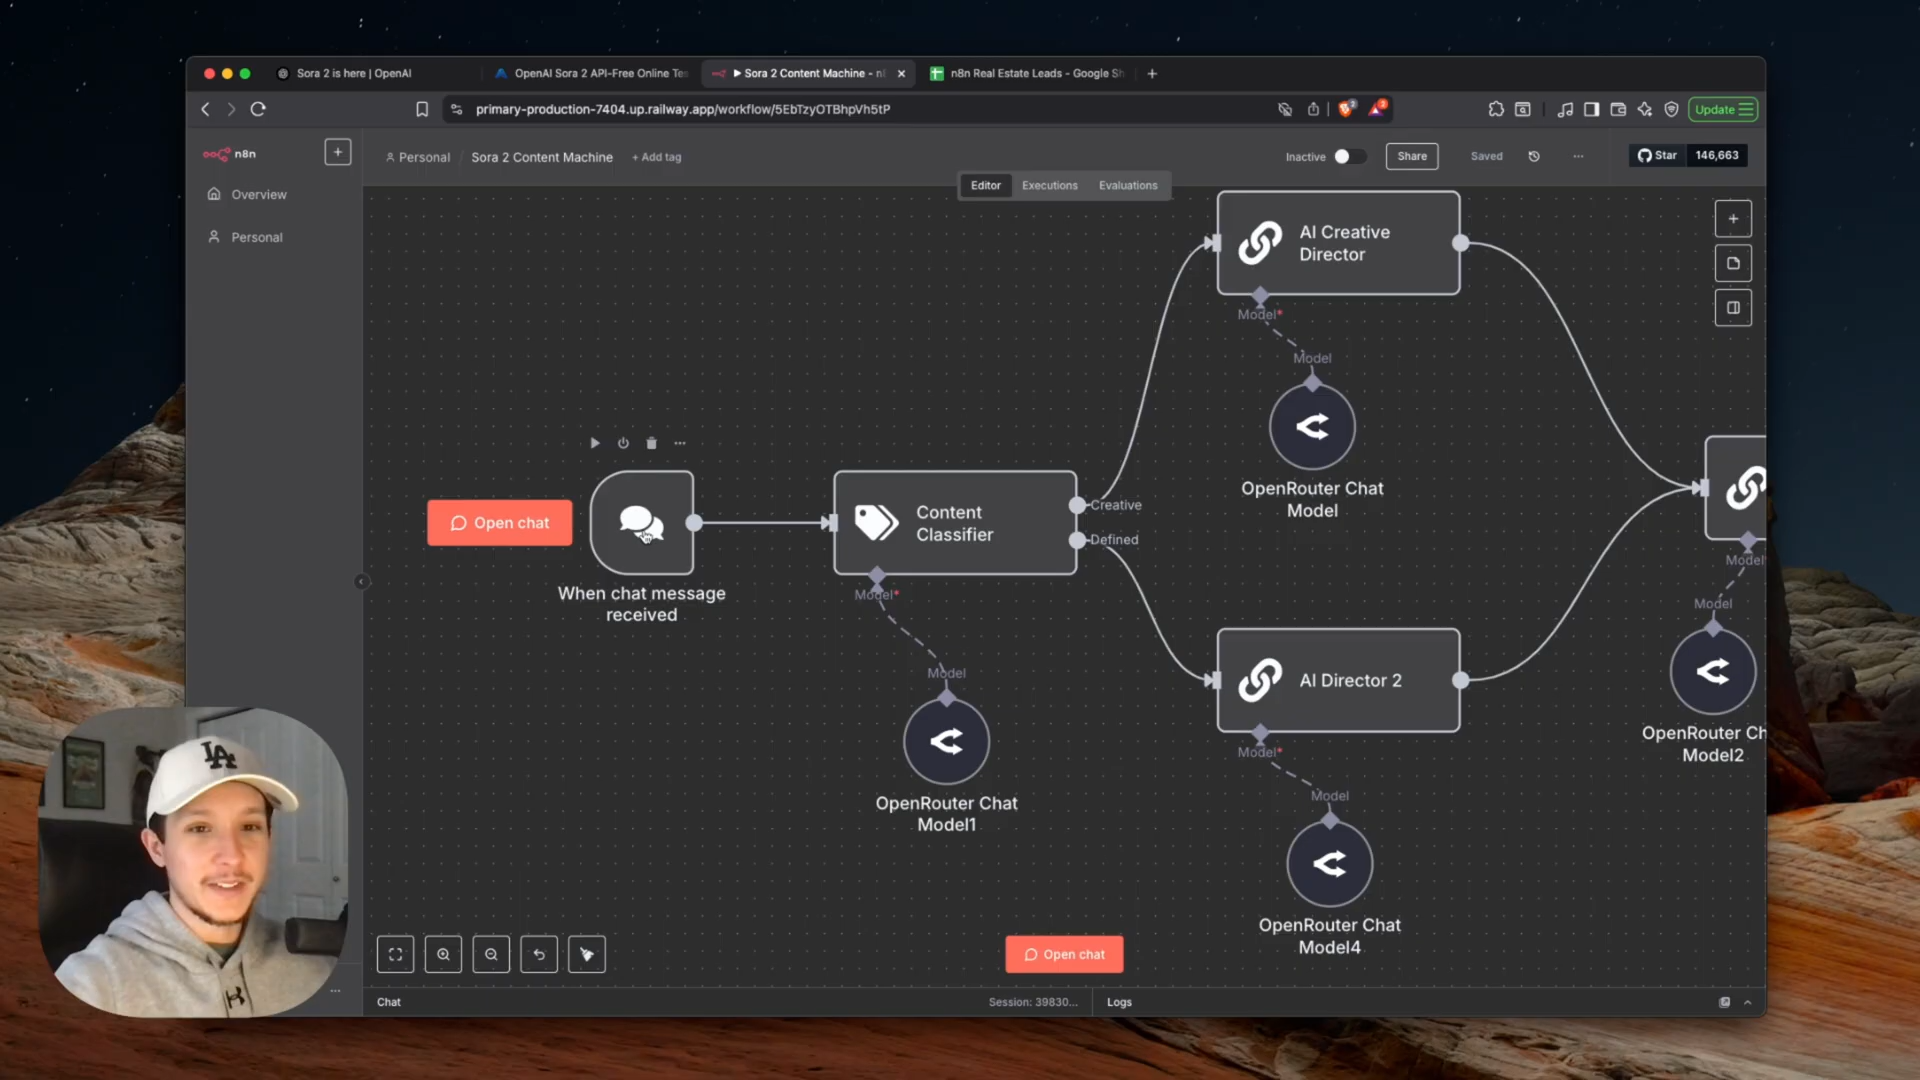 Sora 2 is here | OpenAI
OpenAI Sora 2 API-Free Online Tes
▶ Sora 2 Content Machine - n8
n8n Real Estate Leads - Google Sh
primary-production-7404.up.railway.app/workflow/5EbTzyOTBhpVh5tP
Update
n8n
Personal / Sora 2 Content Machine + Add tag
Inactive
Share
Saved
Star 146,663
Overview
Personal
Editor Executions Evaluations
AI Creative
Director
Model*
Model
OpenRouter Chat
Model
Open chat
When chat message
received
Content
Classifier
Creative
Defined
Model*
Model
OpenRouter Chat
Model1
AI Director 2
Model*
Model
OpenRouter Chat
Model4
Model
Model
OpenRouter Ch
Model2
LA
Open chat
Chat
Session: 39830...
Logs